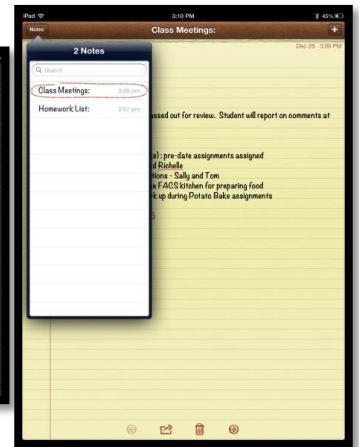 iPad
3:10 PM
45%
Notes
Class Meetings:
+
Dec 26 3:09 PM
2 Notes
Search
Class Meetings: 3:09 pm
Homework List: 2:57 pm
assed out for review. Student will report on comments at
e) : pre-date assignments assigned
d Richelle
tions - Sally and Tom
e FACS kitchen for preparing food
k up during Potato Bake assignments